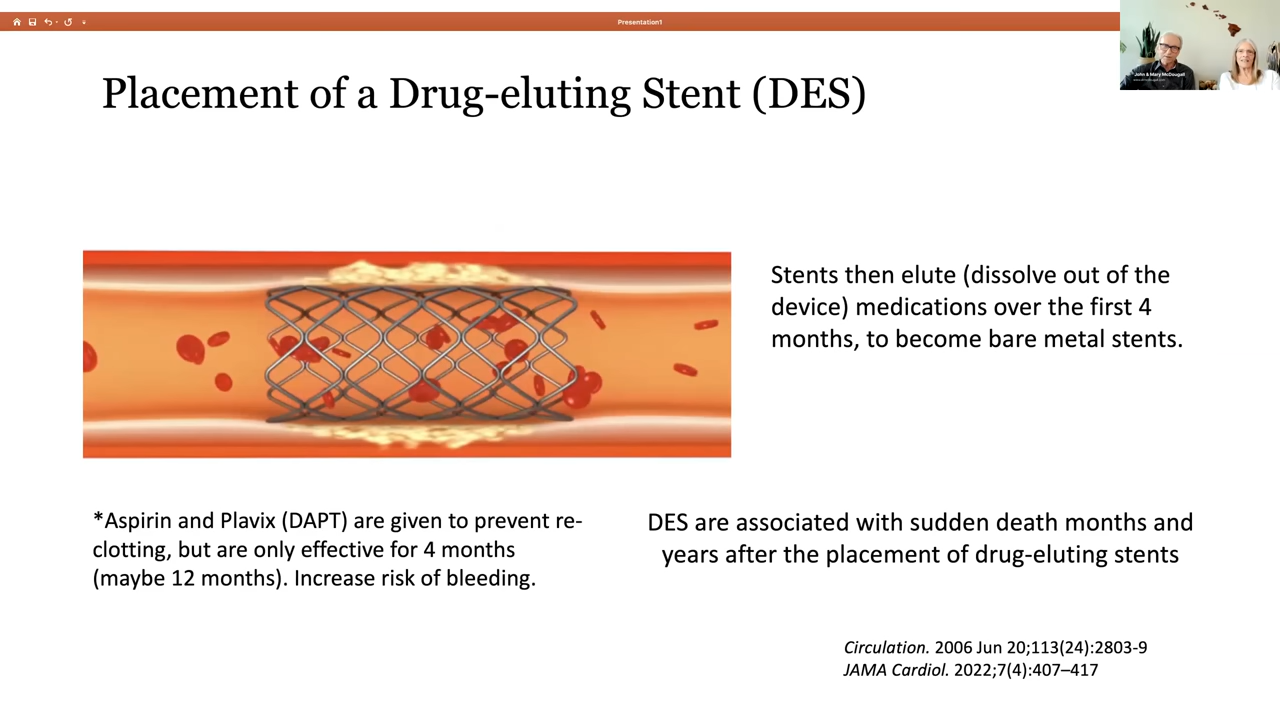 Presentation1
John & Mary McDougall
Placement of a Drug-eluting Stent (DES)
Stents then elute (dissolve out of the
device) medications over the first 4
months, to become bare metal stents.
*Aspirin and Plavix (DAPT) are given to prevent re-
clotting, but are only effective for 4 months
(maybe 12 months). Increase risk of bleeding.
DES are associated with sudden death months and
years after the placement of drug-eluting stents
Circulation. 2006 Jun 20;113(24):2803-9
JAMA Cardiol. 2022;7(4):407–417